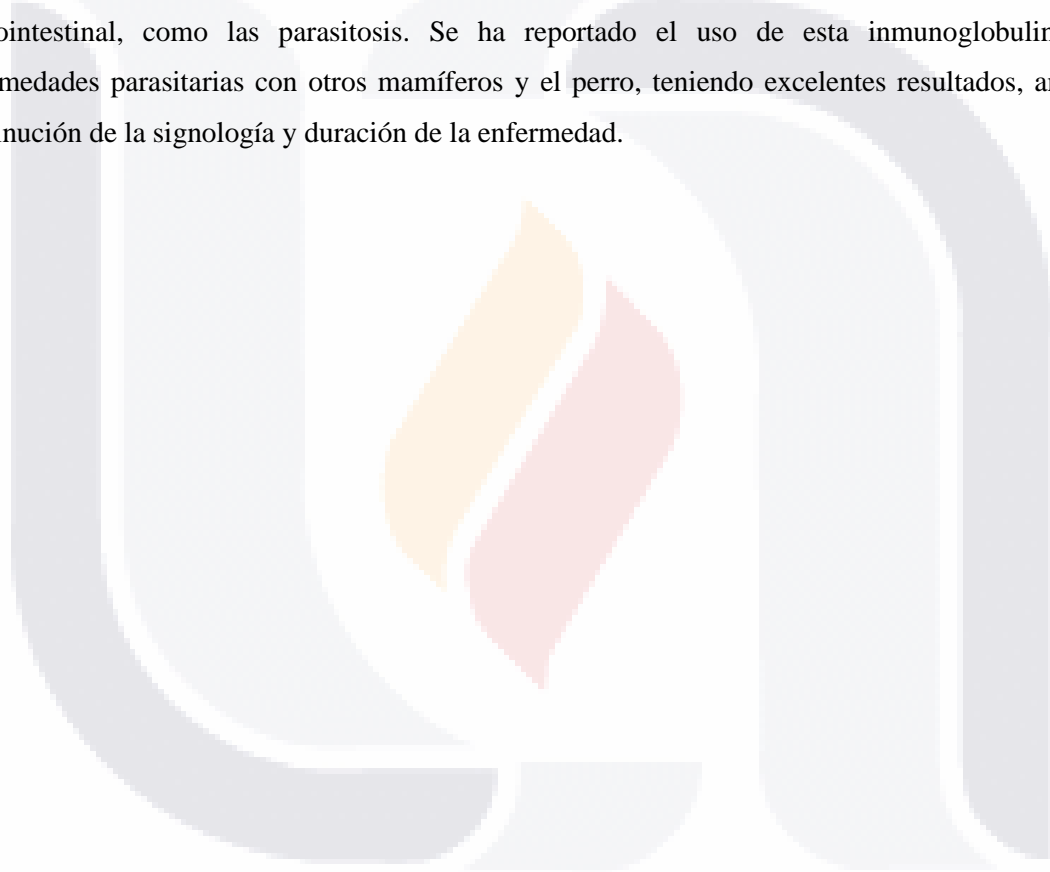 ointestinal, como las parasitosis. Se ha reportado el uso de esta inmunoglobulin
medades parasitarias con otros mamíferos y el perro, teniendo excelentes resultados, a
inución de la signología y duración de la enfermedad.